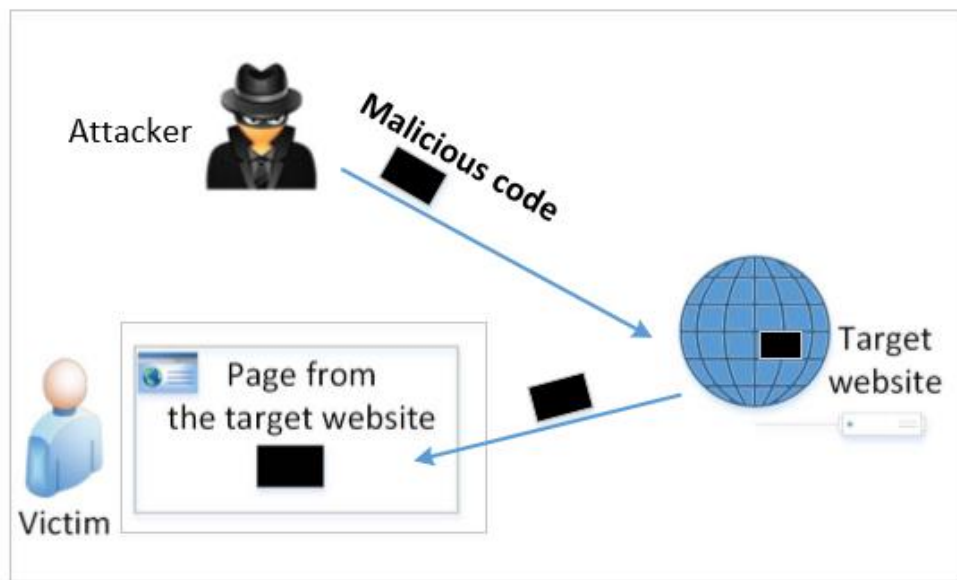 Attacker
Malicious code
Target
website
Page from
the target website
Victim